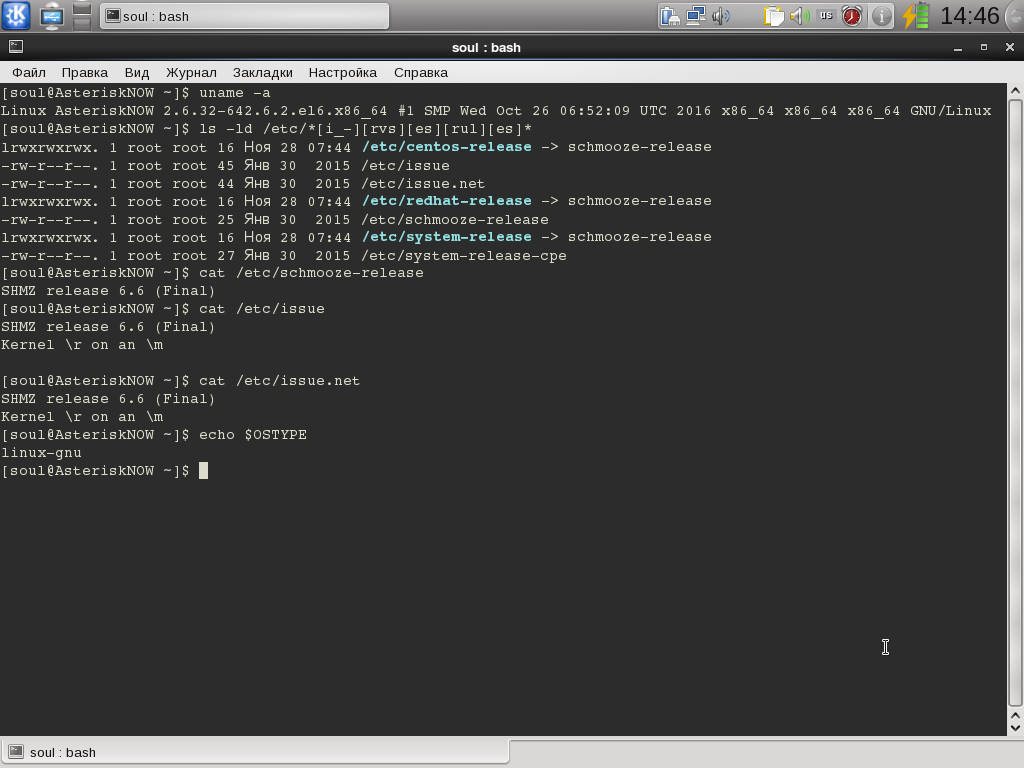 soul : bash
us
14:46
soul : bash
Файл Правка Вид Журнал Закладки Настройка Справка
[soul@AsteriskNOW ~]$ uname -a
Linux AsteriskNOW 2.6.32-642.6.2.el6.x86_64 #1 SMP Wed Oct 26 06:52:09 UTC 2016 x86_64 x86_64 x86_64 GNU/Linux
[soul@AsteriskNOW ~]$ ls -ld /etc/*[i_-][rvs][es][rul][es]*
lrwxrwxrwx. 1 root root 16 Ноя 28 07:44 /etc/centos-release -> schmooze-release
-rw-r--r--. 1 root root 45 Янв 30  2015 /etc/issue
-rw-r--r--. 1 root root 44 Янв 30  2015 /etc/issue.net
lrwxrwxrwx. 1 root root 16 Ноя 28 07:44 /etc/redhat-release -> schmooze-release
-rw-r--r--. 1 root root 25 Янв 30  2015 /etc/schmooze-release
lrwxrwxrwx. 1 root root 16 Ноя 28 07:44 /etc/system-release -> schmooze-release
-rw-r--r--. 1 root root 27 Янв 30  2015 /etc/system-release-cpe
[soul@AsteriskNOW ~]$ cat /etc/schmooze-release
SHMZ release 6.6 (Final)
[soul@AsteriskNOW ~]$ cat /etc/issue
SHMZ release 6.6 (Final)
Kernel \r on an \m
[soul@AsteriskNOW ~]$ cat /etc/issue.net
SHMZ release 6.6 (Final)
Kernel \r on an \m
[soul@AsteriskNOW ~]$ echo $OSTYPE
linux-gnu
[soul@AsteriskNOW ~]$
soul : bash